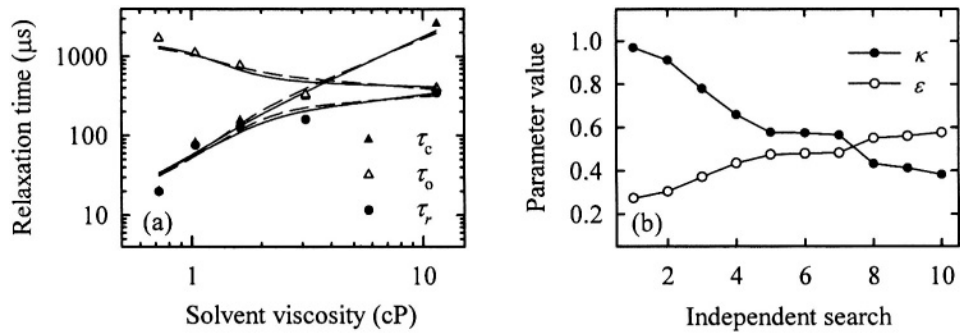 Relaxation time (μs)
1000
100
10
(a)
τc
τo
τr
1
10
Solvent viscosity (cP)
Parameter value
1.0
0.8
0.6
0.4
0.2
κ
ε
(b)
2
4
6
8
10
Independent search